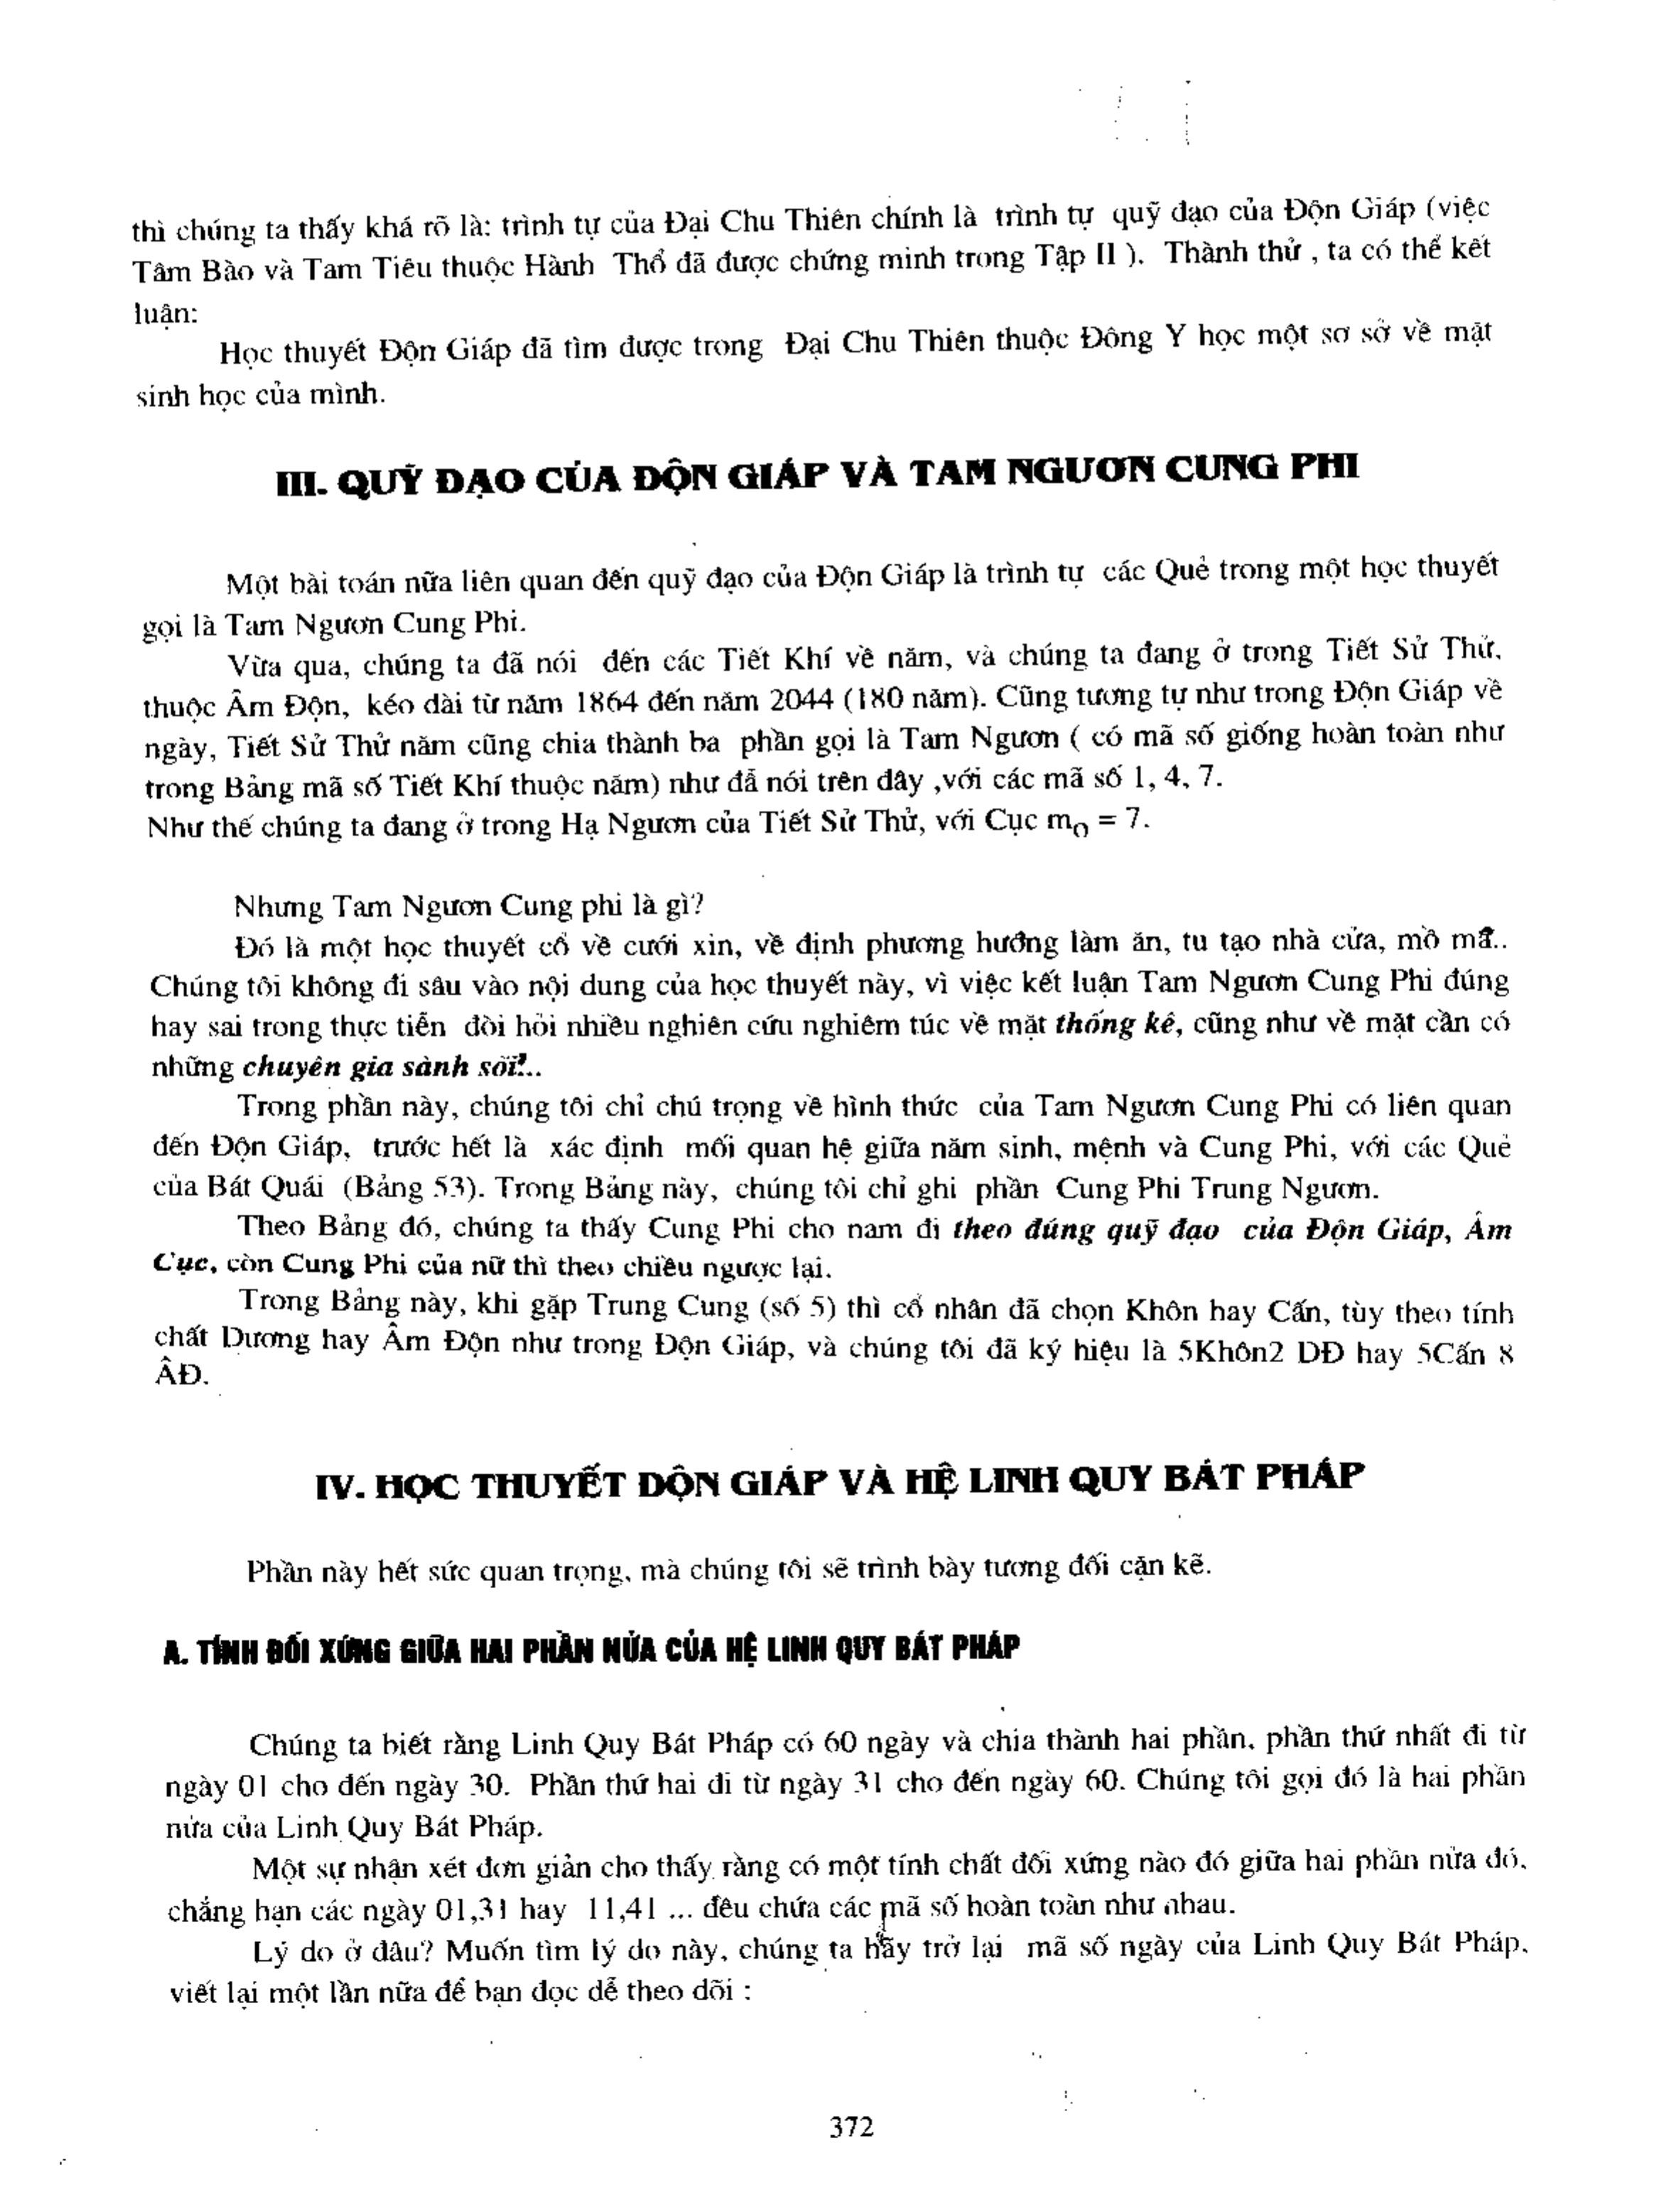 thì chúng ta thấy khá rõ là: trình tự của Đại Chu Thiên chính là trình tự quỹ đạo của Độn Giáp (việc
Tâm Bào và Tam Tiêu thuộc Hành Thổ đã được chứng minh trong Tập II ). Thành thử , ta có thể kết
luận:
Học thuyết Độn Giáp đã tìm được trong Đại Chu Thiên thuộc Đông Y học một sơ sở về mặt
sinh học của mình.
III. QUỸ ĐẠO CỦA ĐỘN GIÁP VÀ TAM NGƯƠN CUNG PHI
Một bài toán nữa liên quan đến quỹ đạo của Độn Giáp là trình tự các Quẻ trong một học thuyết
gọi là Tam Ngươn Cung Phi.
Vừa qua, chúng ta đã nói đến các Tiết Khí về năm, và chúng ta đang ở trong Tiết Sử Thử,
thuộc Âm Độn, kéo dài từ năm 1864 đến năm 2044 (180 năm). Cũng tương tự như trong Độn Giáp về
ngày, Tiết Sử Thử năm cũng chia thành ba phần gọi là Tam Ngươn ( có mã số giống hoàn toàn như
trong Bảng mã số Tiết Khí thuộc năm) như đẫ nói trên đây ,với các mã số 1, 4, 7.
Như thế chúng ta đang ở trong Hạ Ngươn của Tiết Sử Thử, với Cục m₀ = 7.
Nhưng Tam Ngươn Cung phi là gì?
Đó là một học thuyết cổ về cưới xin, về định phương hướng làm ăn, tu tạo nhà cửa, mồ mả..
Chúng tôi không đi sâu vào nội dung của học thuyết này, vì việc kết luận Tam Ngươn Cung Phi đúng
hay sai trong thực tiễn đòi hỏi nhiều nghiên cứu nghiêm túc về mặt thống kê, cũng như về mặt cần có
những chuyên gia sành sõi!..
Trong phần này, chúng tôi chỉ chú trọng về hình thức của Tam Ngươn Cung Phi có liên quan
đến Độn Giáp, trước hết là xác định mối quan hệ giữa năm sinh, mệnh và Cung Phi, với các Quẻ
của Bát Quái (Bảng 53). Trong Bảng này, chúng tôi chỉ ghi phần Cung Phi Trung Ngươn.
Theo Bảng đó, chúng ta thấy Cung Phi cho nam đi theo đúng quỹ đạo của Độn Giáp, Âm
Cục, còn Cung Phi của nữ thì theo chiều ngược lại.
Trong Bảng này, khi gặp Trung Cung (số 5) thì cổ nhân đã chọn Khôn hay Cấn, tùy theo tính
chất Dương hay Âm Độn như trong Độn Giáp, và chúng tôi đã ký hiệu là 5Khôn2 DĐ hay 5Cấn 8
ÂĐ.
IV. HỌC THUYẾT ĐỘN GIÁP VÀ HỆ LINH QUY BÁT PHÁP
Phần này hết sức quan trọng, mà chúng tôi sẽ trình bày tương đối cặn kẽ.
A. TÍNH ĐỐI XỨNG GIỮA HAI PHẦN NỬA CỦA HỆ LINH QUY BÁT PHÁP
Chúng ta biết rằng Linh Quy Bát Pháp có 60 ngày và chia thành hai phần, phần thứ nhất đi từ
ngày 01 cho đến ngày 30. Phần thứ hai đi từ ngày 31 cho đến ngày 60. Chúng tôi gọi đó là hai phần
nửa của Linh Quy Bát Pháp.
Một sự nhận xét đơn giản cho thấy rằng có một tính chất đối xứng nào đó giữa hai phần nửa đó,
chẳng hạn các ngày 01,31 hay 11,41 ... đều chứa các mã số hoàn toàn như nhau.
Lý do ở đâu? Muốn tìm lý do này, chúng ta hãy trở lại mã số ngày của Linh Quy Bát Pháp,
viết lại một lần nữa để bạn đọc dễ theo dõi :
372